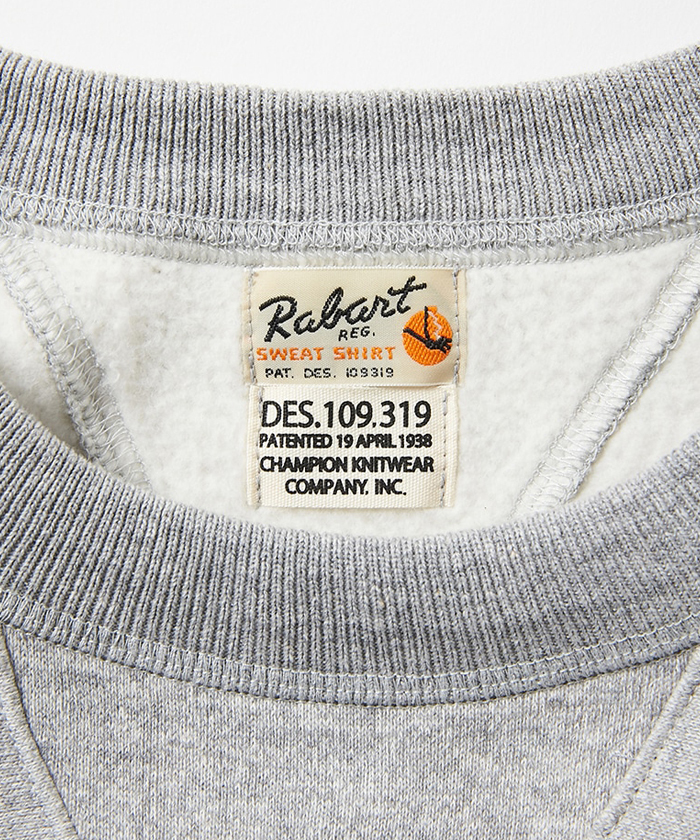 Rabart
REG.
SWEAT SHIRT
PAT. DES. 109319
DES.109.319
PATENTED 19 APRIL 1938
CHAMPION KNITWEAR
COMPANY, INC.